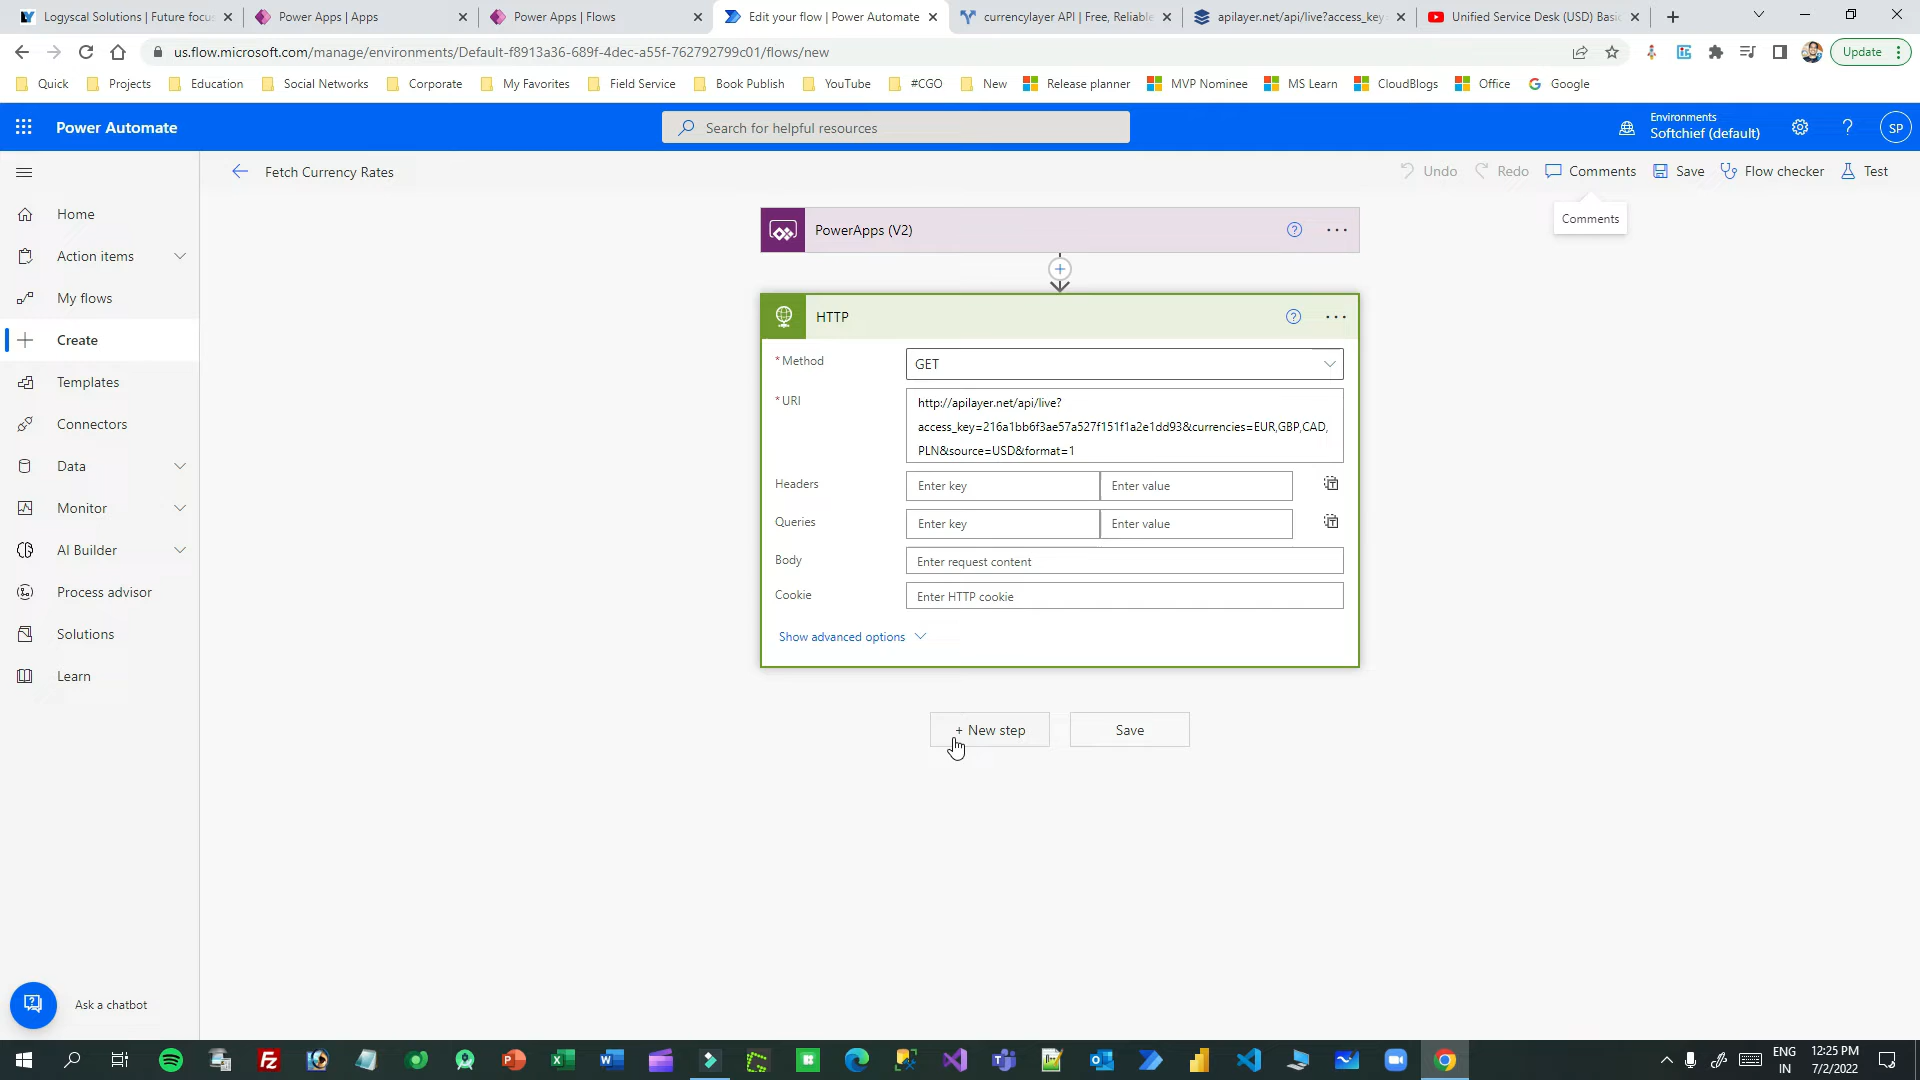 Logyscal Solutions | Future focu
Power Apps | Apps
Power Apps | Flows
Edit your flow | Power Automate
currencylayer API | Free, Reliable
apilayer.net/api/live?access_key
Unified Service Desk (USD) Basi
us.flow.microsoft.com/manage/environments/Default-f8913a36-689f-4dec-a55f-762792799c01/flows/new
Update
Quick
Projects
Education
Social Networks
Corporate
My Favorites
Field Service
Book Publish
YouTube
#CGO
New
Release planner
MVP Nominee
MS Learn
CloudBlogs
Office
Google
Power Automate
Search for helpful resources
Environments
Softchief (default)
SP
Fetch Currency Rates
Undo
Redo
Comments
Save
Flow checker
Test
Comments
Home
Action items
My flows
Create
Templates
Connectors
Data
Monitor
AI Builder
Process advisor
Solutions
Learn
Ask a chatbot
PowerApps (V2)
HTTP
* Method
GET
* URI
http://apilayer.net/api/live?
access_key=216a1bb6f3ae57a527f151f1a2e1dd93&currencies=EUR,GBP,CAD,
PLN&source=USD&format=1
Headers
Enter key
Enter value
Queries
Enter key
Enter value
Body
Enter request content
Cookie
Enter HTTP cookie
Show advanced options
+ New step
Save
ENG
IN
12:25 PM
7/2/2022